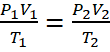 P₁V₁/T₁ = P₂V₂/T₂